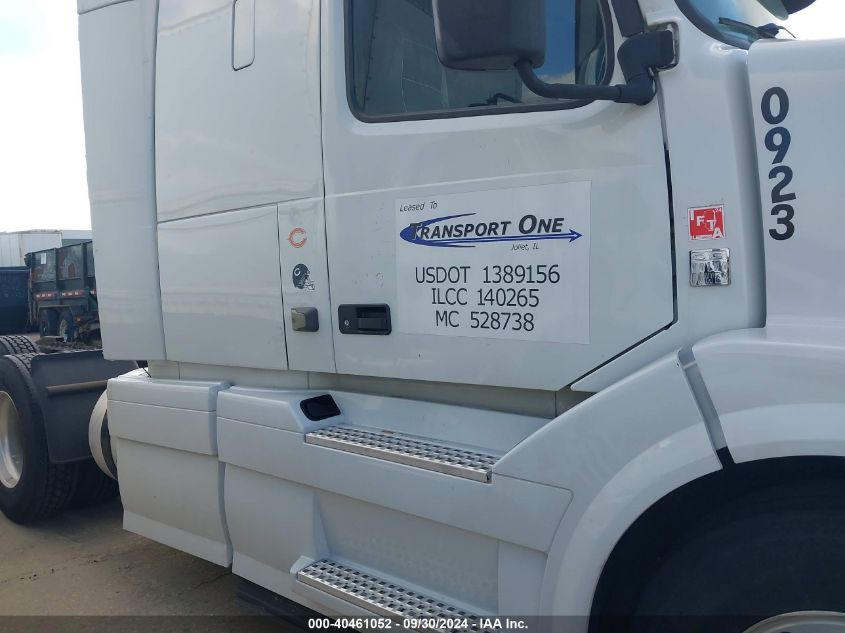 0923
Leased To
TRANSPORT ONE
Joliet, IL
USDOT 1389156
ILCC 140265
MC 528738
IFTA
000-40461052 - 09/30/2024 - IAA, Inc.